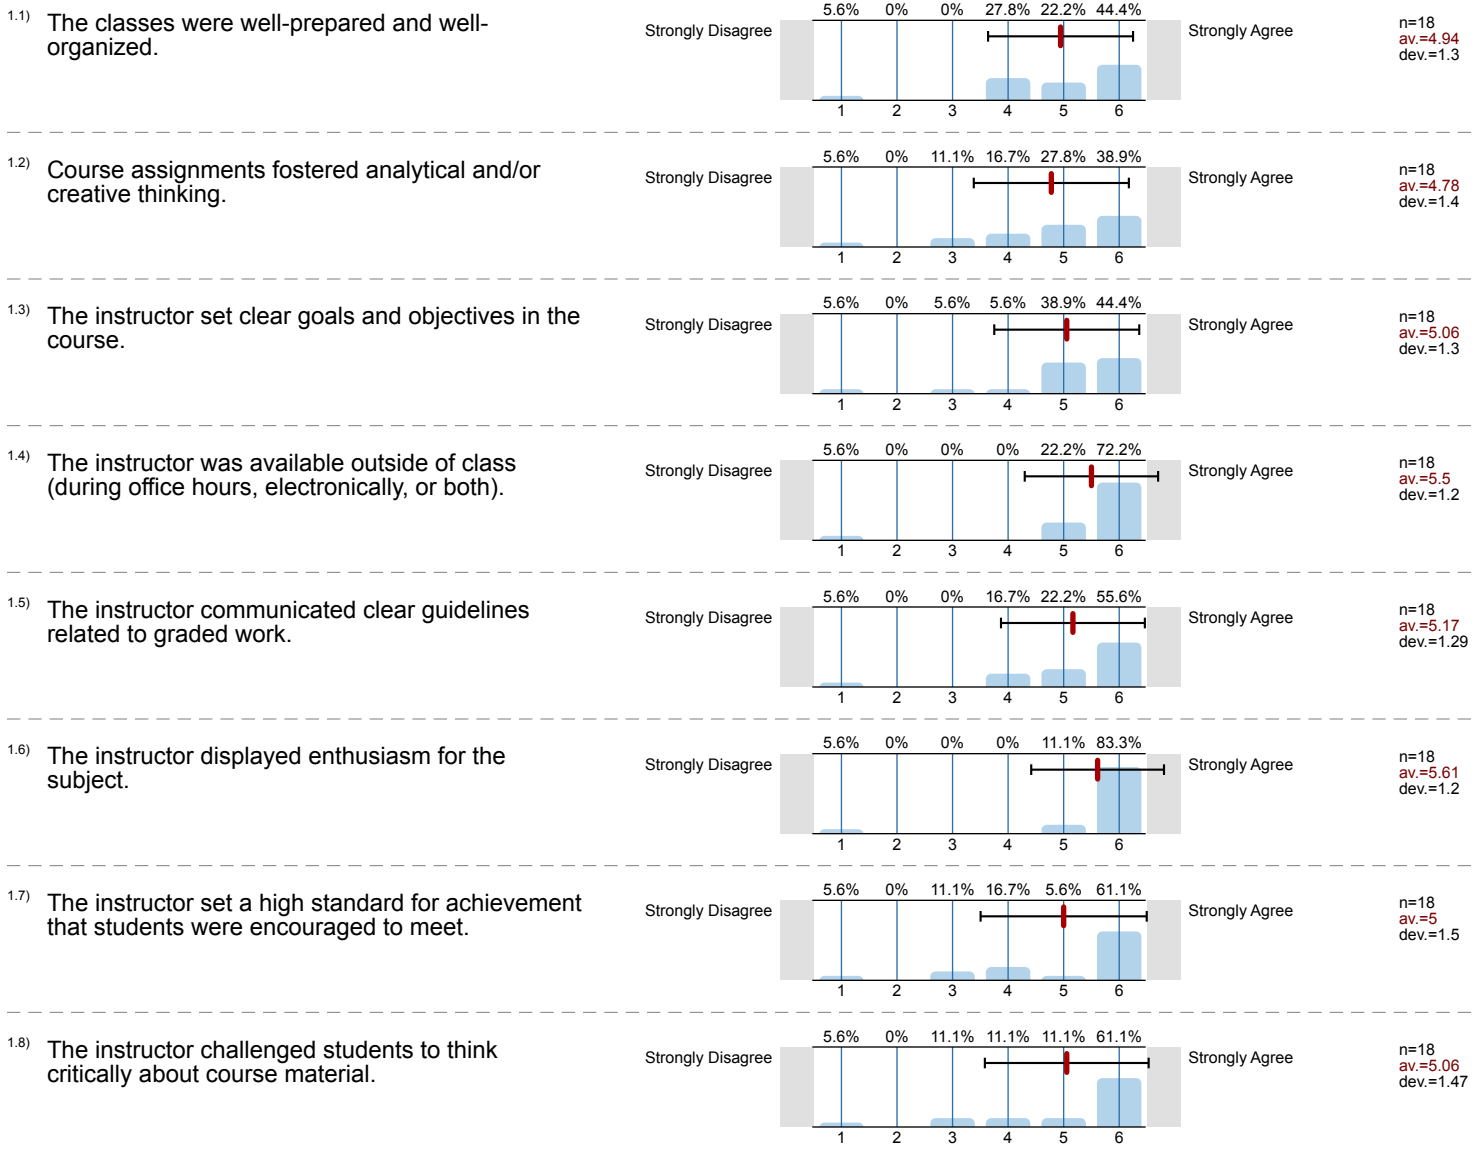 1.1) The classes were well-prepared and well-
organized.
Strongly Disagree
5.6% 0% 0% 27.8% 22.2% 44.4%
1 2 3 4 5 6
Strongly Agree
n=18
av.=4.94
dev.=1.3
1.2) Course assignments fostered analytical and/or
creative thinking.
Strongly Disagree
5.6% 0% 11.1% 16.7% 27.8% 38.9%
1 2 3 4 5 6
Strongly Agree
n=18
av.=4.78
dev.=1.4
1.3) The instructor set clear goals and objectives in the
course.
Strongly Disagree
5.6% 0% 5.6% 5.6% 38.9% 44.4%
1 2 3 4 5 6
Strongly Agree
n=18
av.=5.06
dev.=1.3
1.4) The instructor was available outside of class
(during office hours, electronically, or both).
Strongly Disagree
5.6% 0% 0% 0% 22.2% 72.2%
1 2 3 4 5 6
Strongly Agree
n=18
av.=5.5
dev.=1.2
1.5) The instructor communicated clear guidelines
related to graded work.
Strongly Disagree
5.6% 0% 0% 16.7% 22.2% 55.6%
1 2 3 4 5 6
Strongly Agree
n=18
av.=5.17
dev.=1.29
1.6) The instructor displayed enthusiasm for the
subject.
Strongly Disagree
5.6% 0% 0% 0% 11.1% 83.3%
1 2 3 4 5 6
Strongly Agree
n=18
av.=5.61
dev.=1.2
1.7) The instructor set a high standard for achievement
that students were encouraged to meet.
Strongly Disagree
5.6% 0% 11.1% 16.7% 5.6% 61.1%
1 2 3 4 5 6
Strongly Agree
n=18
av.=5
dev.=1.5
1.8) The instructor challenged students to think
critically about course material.
Strongly Disagree
5.6% 0% 11.1% 11.1% 11.1% 61.1%
1 2 3 4 5 6
Strongly Agree
n=18
av.=5.06
dev.=1.47